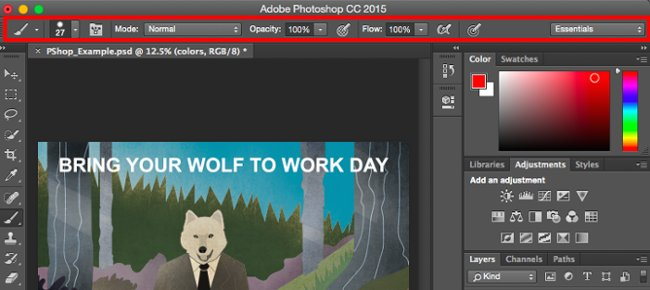 Adobe Photoshop CC 2015
27 Mode: Normal Opacity: 100% Flow: 100% Essentials
× PShop_Example.psd @ 12.5% (colors, RGB/8) *
Color Swatches
BRING YOUR WOLF TO WORK DAY
Libraries Adjustments Styles
Add an adjustment
Layers Channels Paths
Kind